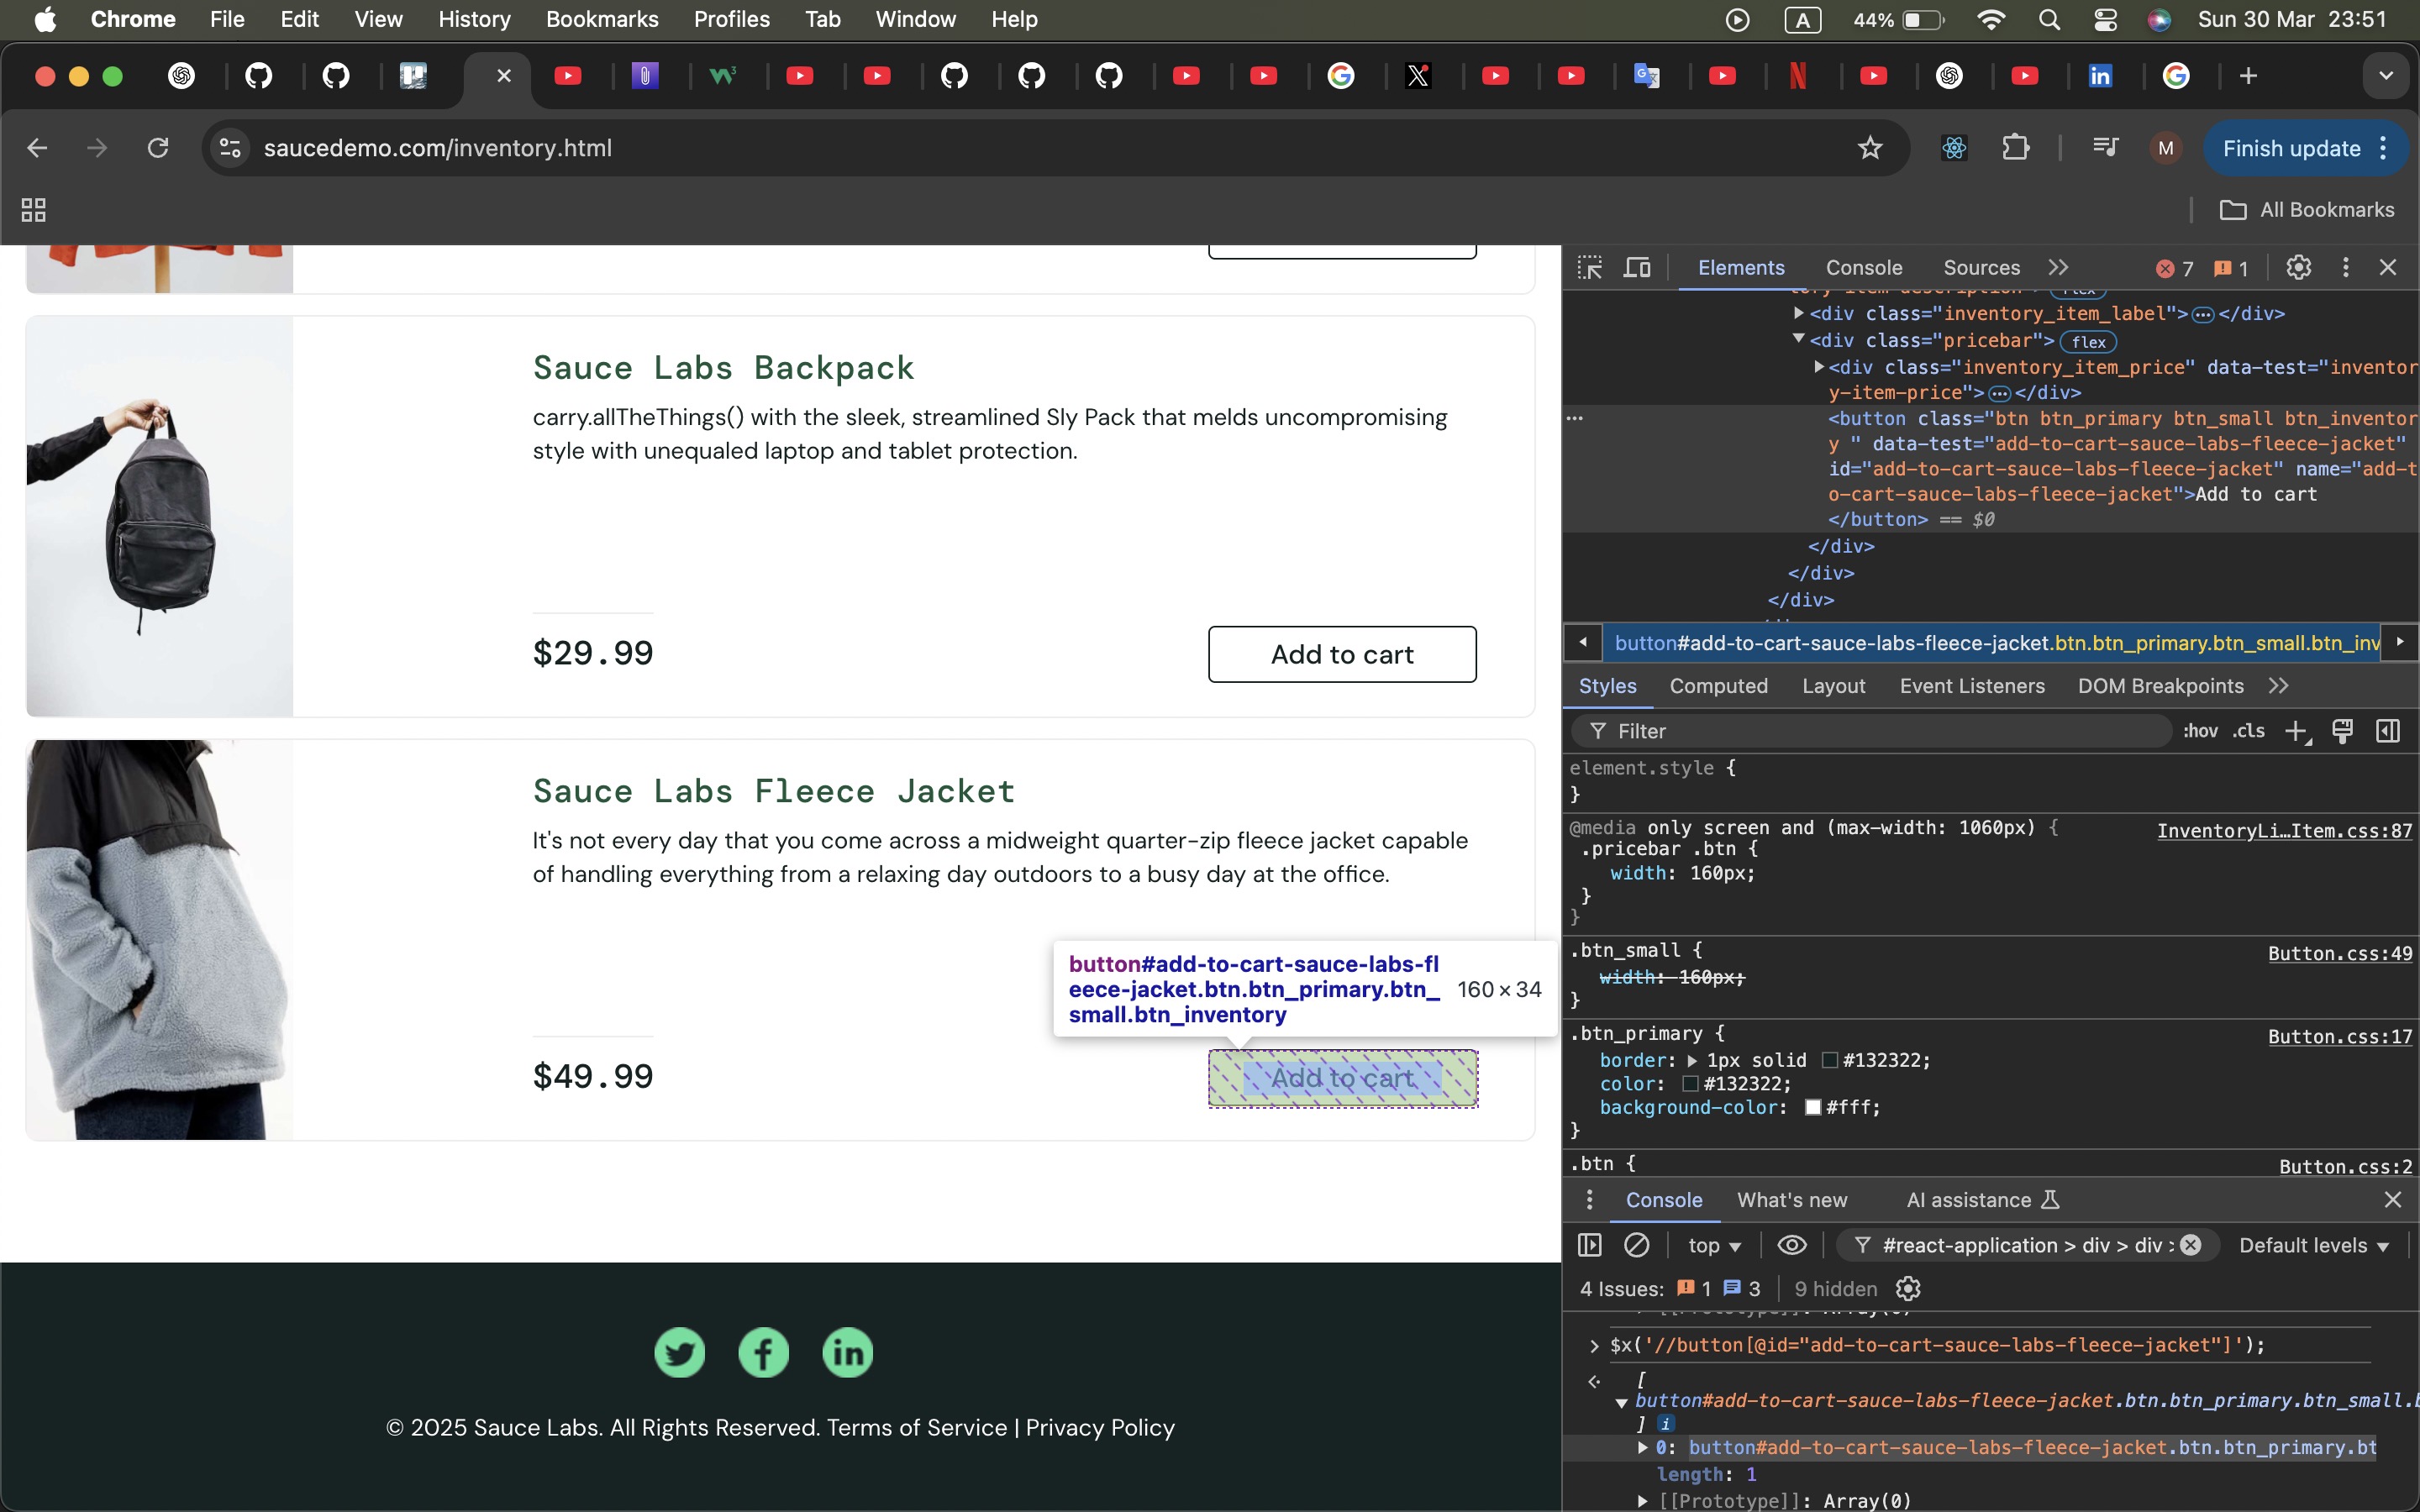 Chrome File Edit View History Bookmarks Profiles Tab Window Help A 44% Sun 30 Mar 23:51
saucedemo.com/inventory.html M Finish update
All Bookmarks
Sauce Labs Backpack
carry.allTheThings() with the sleek, streamlined Sly Pack that melds uncompromising
style with unequaled laptop and tablet protection.
$29.99
Add to cart
Sauce Labs Fleece Jacket
It's not every day that you come across a midweight quarter-zip fleece jacket capable
of handling everything from a relaxing day outdoors to a busy day at the office.
button#add-to-cart-sauce-labs-fl
eece-jacket.btn.btn_primary.btn_ 160 × 34
small.btn_inventory
$49.99
Add to cart
© 2025 Sauce Labs. All Rights Reserved. Terms of Service | Privacy Policy
Elements Console Sources 7 1
<div class="inventory_item_label">…</div>
<div class="pricebar"> flex
<div class="inventory_item_price" data-test="inventor
y-item-price">…</div>
<button class="btn btn_primary btn_small btn_inventor
y " data-test="add-to-cart-sauce-labs-fleece-jacket"
id="add-to-cart-sauce-labs-fleece-jacket" name="add-t
o-cart-sauce-labs-fleece-jacket">Add to cart
</button> == $0
</div>
</div>
</div>
button#add-to-cart-sauce-labs-fleece-jacket.btn.btn_primary.btn_small.btn_inv
Styles Computed Layout Event Listeners DOM Breakpoints
Filter :hov .cls
element.style {
}
@media only screen and (max-width: 1060px) { InventoryLi…Item.css:87
.pricebar .btn {
width: 160px;
}
}
.btn_small { Button.css:49
width: 160px;
}
.btn_primary { Button.css:17
border: 1px solid #132322;
color: #132322;
background-color: #fff;
}
.btn { Button.css:2
Console What's new AI assistance
top #react-application > div > div > Default levels
4 Issues: 1 3 9 hidden
[[Prototype]]: Array(0)
$x('//button[@id="add-to-cart-sauce-labs-fleece-jacket"]');
[
button#add-to-cart-sauce-labs-fleece-jacket.btn.btn_primary.btn_small.b
] i
0: button#add-to-cart-sauce-labs-fleece-jacket.btn.btn_primary.bt
length: 1
[[Prototype]]: Array(0)